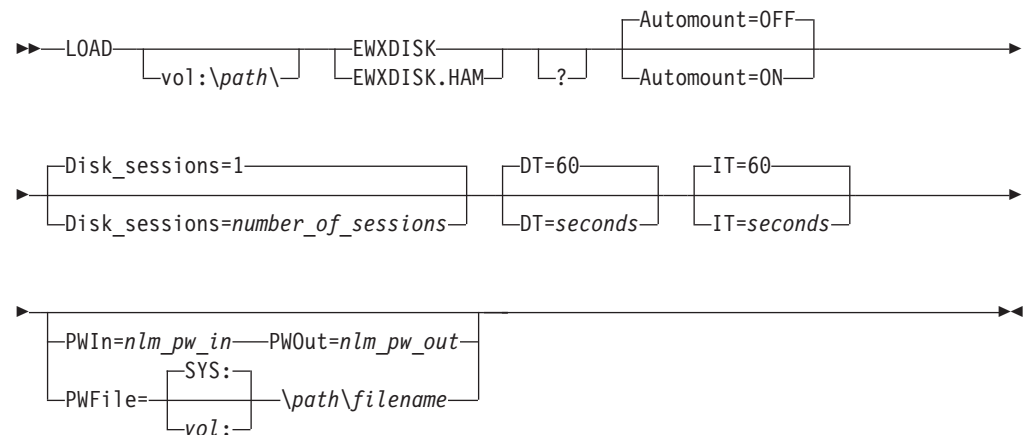 Automount=OFF
LOAD EWXDISK
vol:\path\ EWXDISK.HAM ? Automount=ON
Disk_sessions=1 DT=60 IT=60
Disk_sessions=number_of_sessions DT=seconds IT=seconds
PWIn=nlm_pw_in PWOut=nlm_pw_out
SYS:
PWFile= \path\filename
vol: